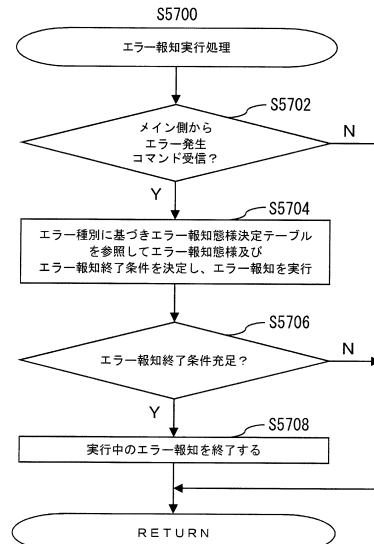 S5700
エラー報知実行処理
S5702
メイン側から
エラー発生
コマンド受信？
N
Y
S5704
エラー種別に基づきエラー報知態様決定テーブル
を参照してエラー報知態様及び
エラー報知終了条件を決定し、エラー報知を実行
S5706
エラー報知終了条件充足？
N
Y
S5708
実行中のエラー報知を終了する
RETURN